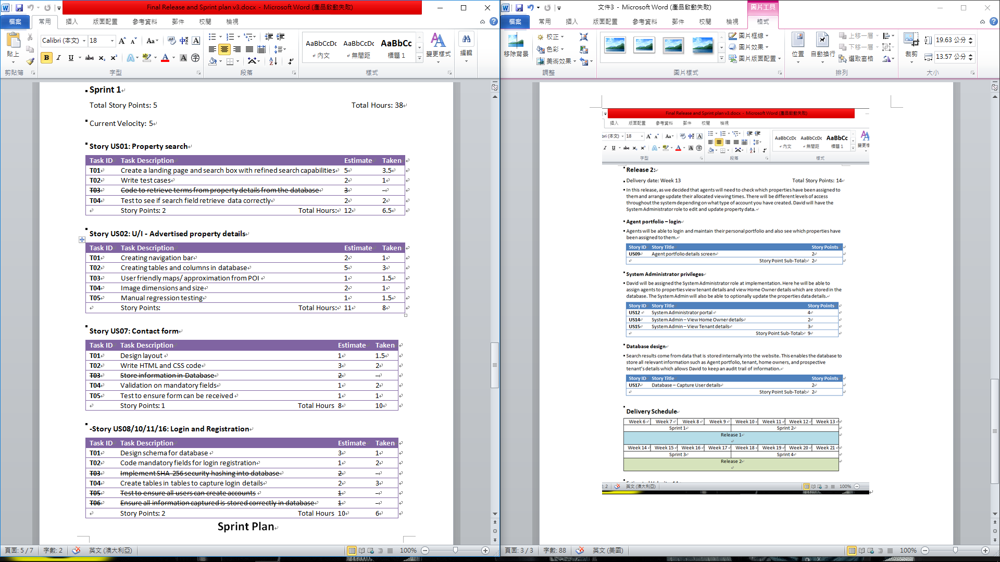 Final Release and Sprint plan v3.docx - Microsoft Word (產品啟動失敗)
檔案 常用 插入 版面配置 參考資料 郵件 校閱 檢視
貼上 Calibri (本文) 18 AaBbCcDc AaBbCcDc AaBbCc 變更樣式 編輯
內文 無間距 標題 1
剪貼簿 字型 段落 樣式
Sprint 1
Total Story Points: 5 Total Hours: 38
Current Velocity: 5
Story US01: Property search
Task ID Task Description Estimate Taken
T01 Create a landing page and search box with refined search capabilities 5 3.5
T02 Write test cases 2 1
T03 Code to retrieve terms from property details from the database 3 -
T04 Test to see if search field retrieve data correctly 2 2
Story Points: 2 Total Hours: 12 6.5
Story US02: U/I - Advertised property details
Task ID Task Description Estimate Taken
T01 Creating navigation bar 2 1
T02 Creating tables and columns in database 5 3
T03 User friendly maps/ approximation from POI 1 1.5
T04 Image dimensions and size 2 1
T05 Manual regression testing 1 1.5
Story Points: Total Hours: 11 8
Story US07: Contact form
Task ID Task Description Estimate Taken
T01 Design layout 1 1.5
T02 Write HTML and CSS code 3 2
T03 Store information in Database 2 -
T04 Validation on mandatory fields 1 2
T05 Test to ensure form can be received 1 1
Story Points: 1 Total Hours 8 10
-Story US08/10/11/16: Login and Registration
Task ID Task Description Estimate Taken
T01 Design schema for database 3 1
T02 Code mandatory fields for login registration 1 2
T03 Implement SHA-256 security hashing into database 2 -
T04 Create tables in tables to capture login details 2 3
T05 Test to ensure all users can create accounts 1 -
T06 Ensure all information captured is stored correctly in database 1 -
Story Points: 2 Total Hours 10 6
Sprint Plan
頁面: 5 / 7 字數: 2 英文 (澳大利亞) 100%
文件3 - Microsoft Word (產品啟動失敗) 圖片工具
檔案 常用 插入 版面配置 參考資料 郵件 校閱 檢視 格式
移除背景 校正 色彩 美術效果 圖片框線 圖片效果 圖片版面配置 位置 自動換行 上移一層 下移一層 選取窗格 裁剪 19.63 公分 13.57 公分
調整 圖片樣式 排列 大小
Final Release and Sprint plan v3.docx - Microsoft Word (產品啟動失敗)
插入 版面配置 參考資料 郵件 校閱 檢視
bri (本文) 18 AaBbCcDc AaBbCcDc AaBbCc 變更樣
內文 無間距 標題 1
字型 段落 樣式
Release 2:
Delivery date: Week 13 Total Story Points: 14
In this release, as we decided that agents will need to check which properties have been assigned to
them and arrange update their allocated viewing times. There will be different levels of access
throughout the system depending on what type of account you have created. David will have the
System Administrator role to edit and update property data.
Agent portfolio – login
Agents will be able to login and maintain their personal portfolio and also see which properties have
been assigned to them.
Story ID Story Title Story Points
US09 Agent portfolio details screen 2
Story Point Sub-Total: 2
System Administrator privileges
David will be assigned the System Administrator role at implementation. Here he will be able to
assign agents to properties view tenant details and view Home Owner details which are stored in the
database. The System Admin will also be able to optionally update the properties data details.
Story ID Story Title Story Points
US12 System Administrator portal 4
US14 System Admin – View Home Owner details 2
US15 System Admin – View Tenant details 3
Story Point Sub-Total: 9
Database design
Search results come from data that is stored internally into the website. This enables the database to
store all relevant information such as Agent portfolio, tenant, home owners, and prospective
tenant's details which allows David to keep an audit trail of information.
Story ID Story Title Story Points
US17 Database – Capture User details 2
Story Point Sub-Total: 2
Delivery Schedule
Week 6 Week 7 Week 8 Week 9 Week 10 Week 11 Week 12 Week 13
Sprint 1 Sprint 2
Release 1
Week 14 Week 15 Week 16 Week 17 Week 18 Week 19 Week 20 Week 21
Sprint 3 Sprint 4
Release 2
: 2 英文 (澳大利亞) 100%
頁面: 3 / 3 字數: 88 英文 (美國) 100%